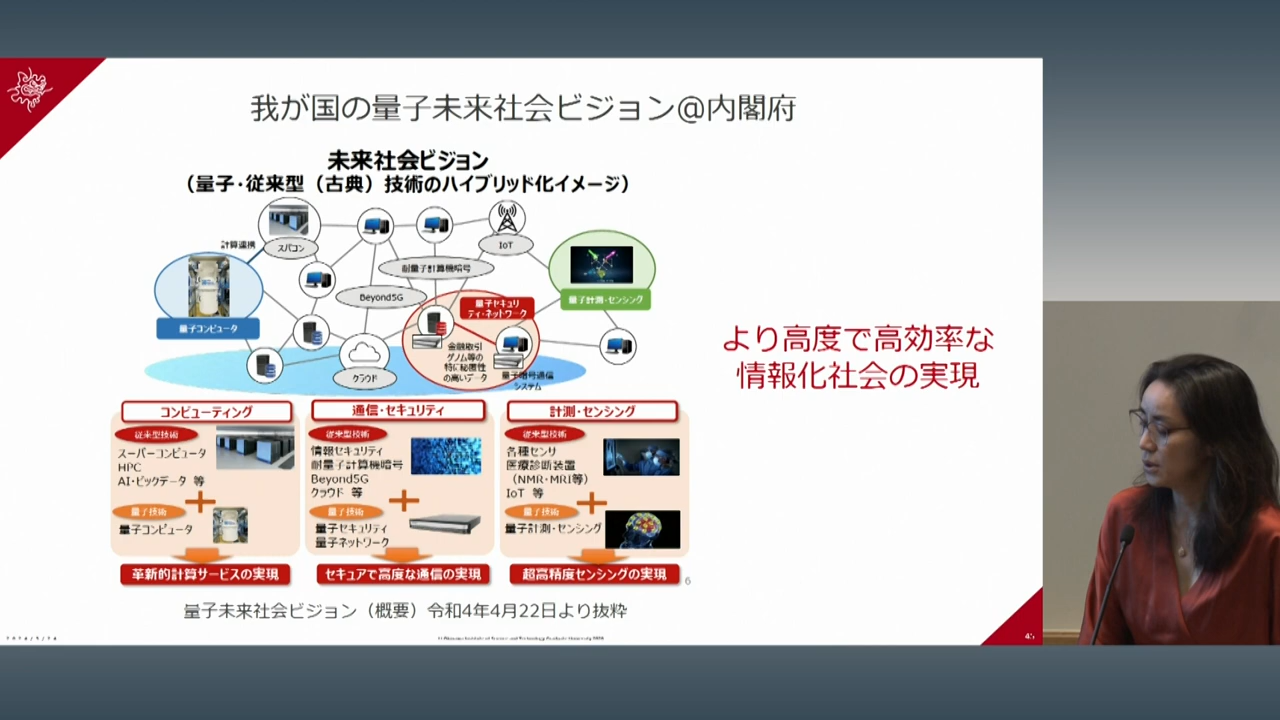 我が国の量子未来社会ビジョン@内閣府
未来社会ビジョン
（量子･従来型（古典）技術のハイブリッド化イメージ）
計算連携
スパコン
IoT
耐量子計算機暗号
Beyond5G
量子コンピュータ
量子セキュリ
ティ･ネットワーク
量子計測･センシング
金融取引
ゲノム等の
特に秘匿性
の高いデータ
クラウド
量子暗号通信
システム
より高度で高効率な
情報化社会の実現
コンピューティング
従来型技術
スーパーコンピュータ
HPC
AI･ビックデータ 等
量子技術
量子コンピュータ
革新的計算サービスの実現
通信･セキュリティ
従来型技術
情報セキュリティ
耐量子計算機暗号
Beyond5G
クラウド 等
量子技術
量子セキュリティ
量子ネットワーク
セキュアで高度な通信の実現
計測･センシング
従来型技術
各種センサ
医療診断装置
（NMR･MRI等）
IoT 等
量子技術
量子計測･センシング
超高精度センシングの実現
6
量子未来社会ビジョン（概要）令和4年4月22日より抜粋
45